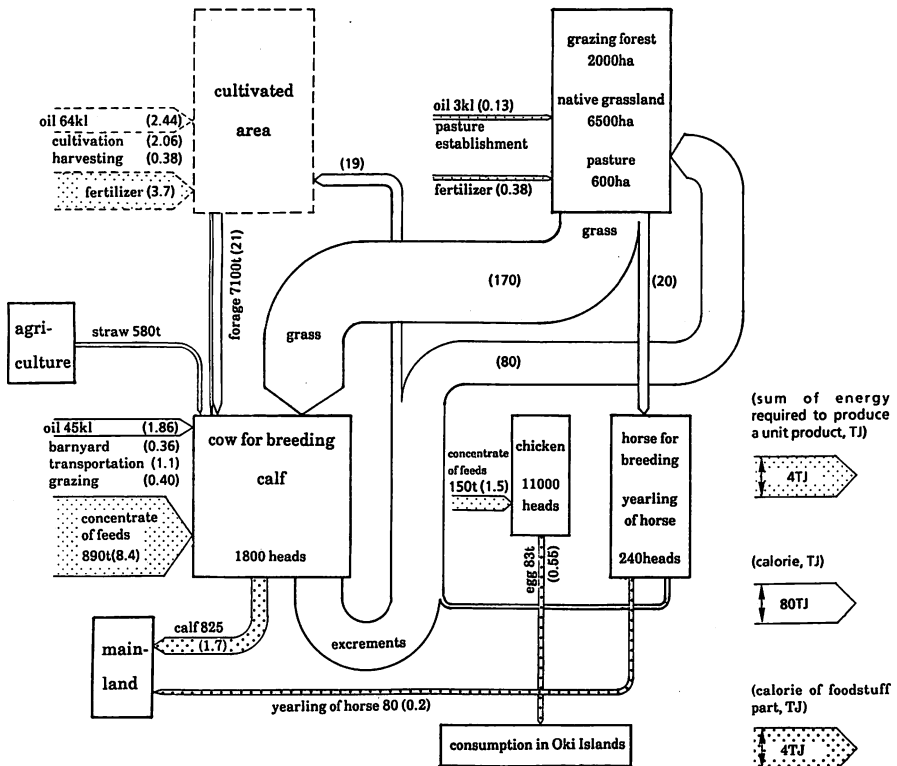 grazing forest
2000ha
native grassland
6500ha
pasture
600ha
cultivated
area
oil 64kl (2.44)
cultivation (2.06)
harvesting (0.38)
fertilizer (3.7)
oil 3kl (0.13)
pasture
establishment
fertilizer (0.38)
(19)
grass
forage 7100t (21)
(170)
(20)
agri-
culture
straw 580t
grass
(80)
oil 45kl (1.86)
barnyard (0.36)
transportation (1.1)
grazing (0.40)
concentrate
of feeds
890t(8.4)
cow for breeding
calf
1800 heads
concentrate
of feeds
150t (1.5)
chicken
11000
heads
horse for
breeding
yearling
of horse
240heads
(sum of energy
required to produce
a unit product, TJ)
4TJ
(calorie, TJ)
80TJ
egg 83t
(0.55)
calf 825
(1.7)
excrements
main-
land
yearling of horse 80 (0.2)
consumption in Oki Islands
(calorie of foodstuff
part, TJ)
4TJ